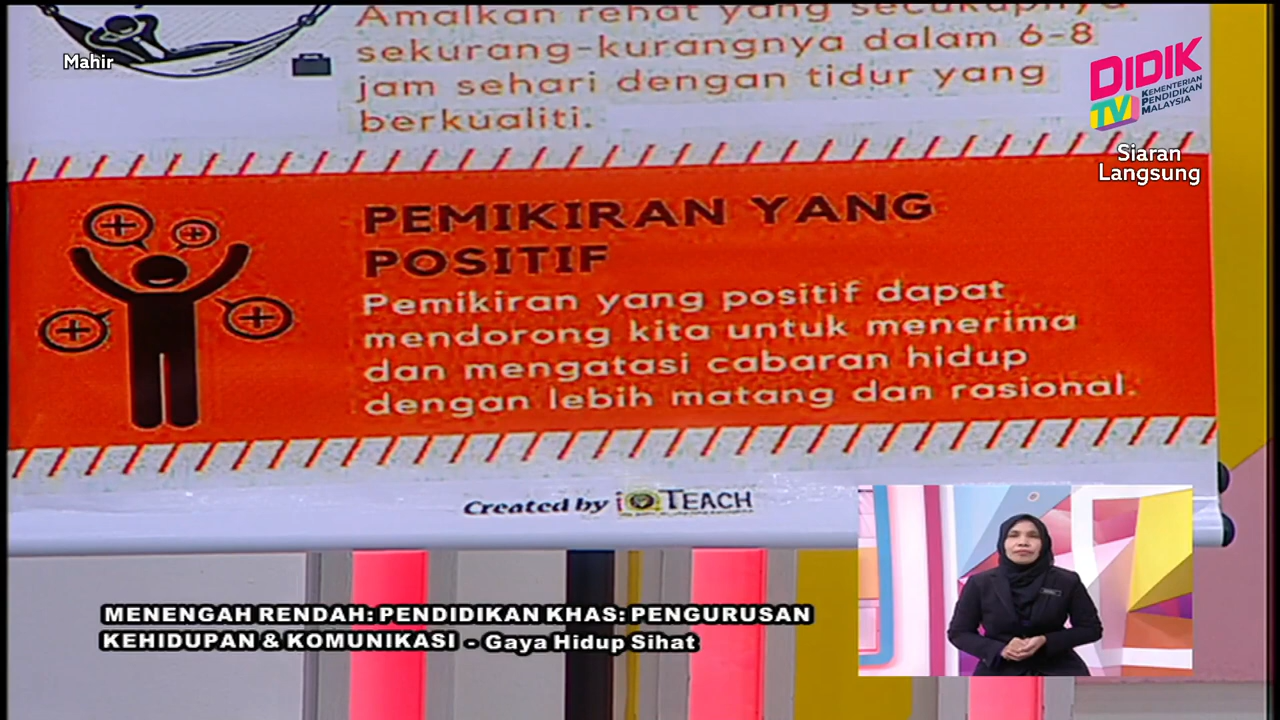 Amalkan rehat yang secukupnya
sekurang-kurangnya dalam 6-8
jam sehari dengan tidur yang
berkualiti.
Mahir
DIDIK
TV
KEMENTERIAN
PENDIDIKAN
MALAYSIA
Siaran
Langsung
PEMIKIRAN YANG
POSITIF
Pemikiran yang positif dapat
mendorong kita untuk menerima
dan mengatasi cabaran hidup
dengan lebih matang dan rasional.
Created by i TEACH
MENENGAH RENDAH: PENDIDIKAN KHAS: PENGURUSAN
KEHIDUPAN & KOMUNIKASI - Gaya Hidup Sihat